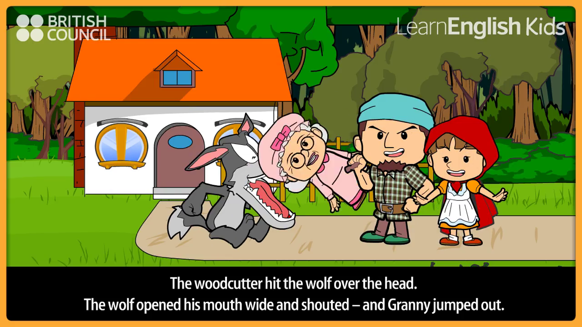 BRITISH
COUNCIL
LearnEnglish Kids
The woodcutter hit the wolf over the head.
The wolf opened his mouth wide and shouted – and Granny jumped out.